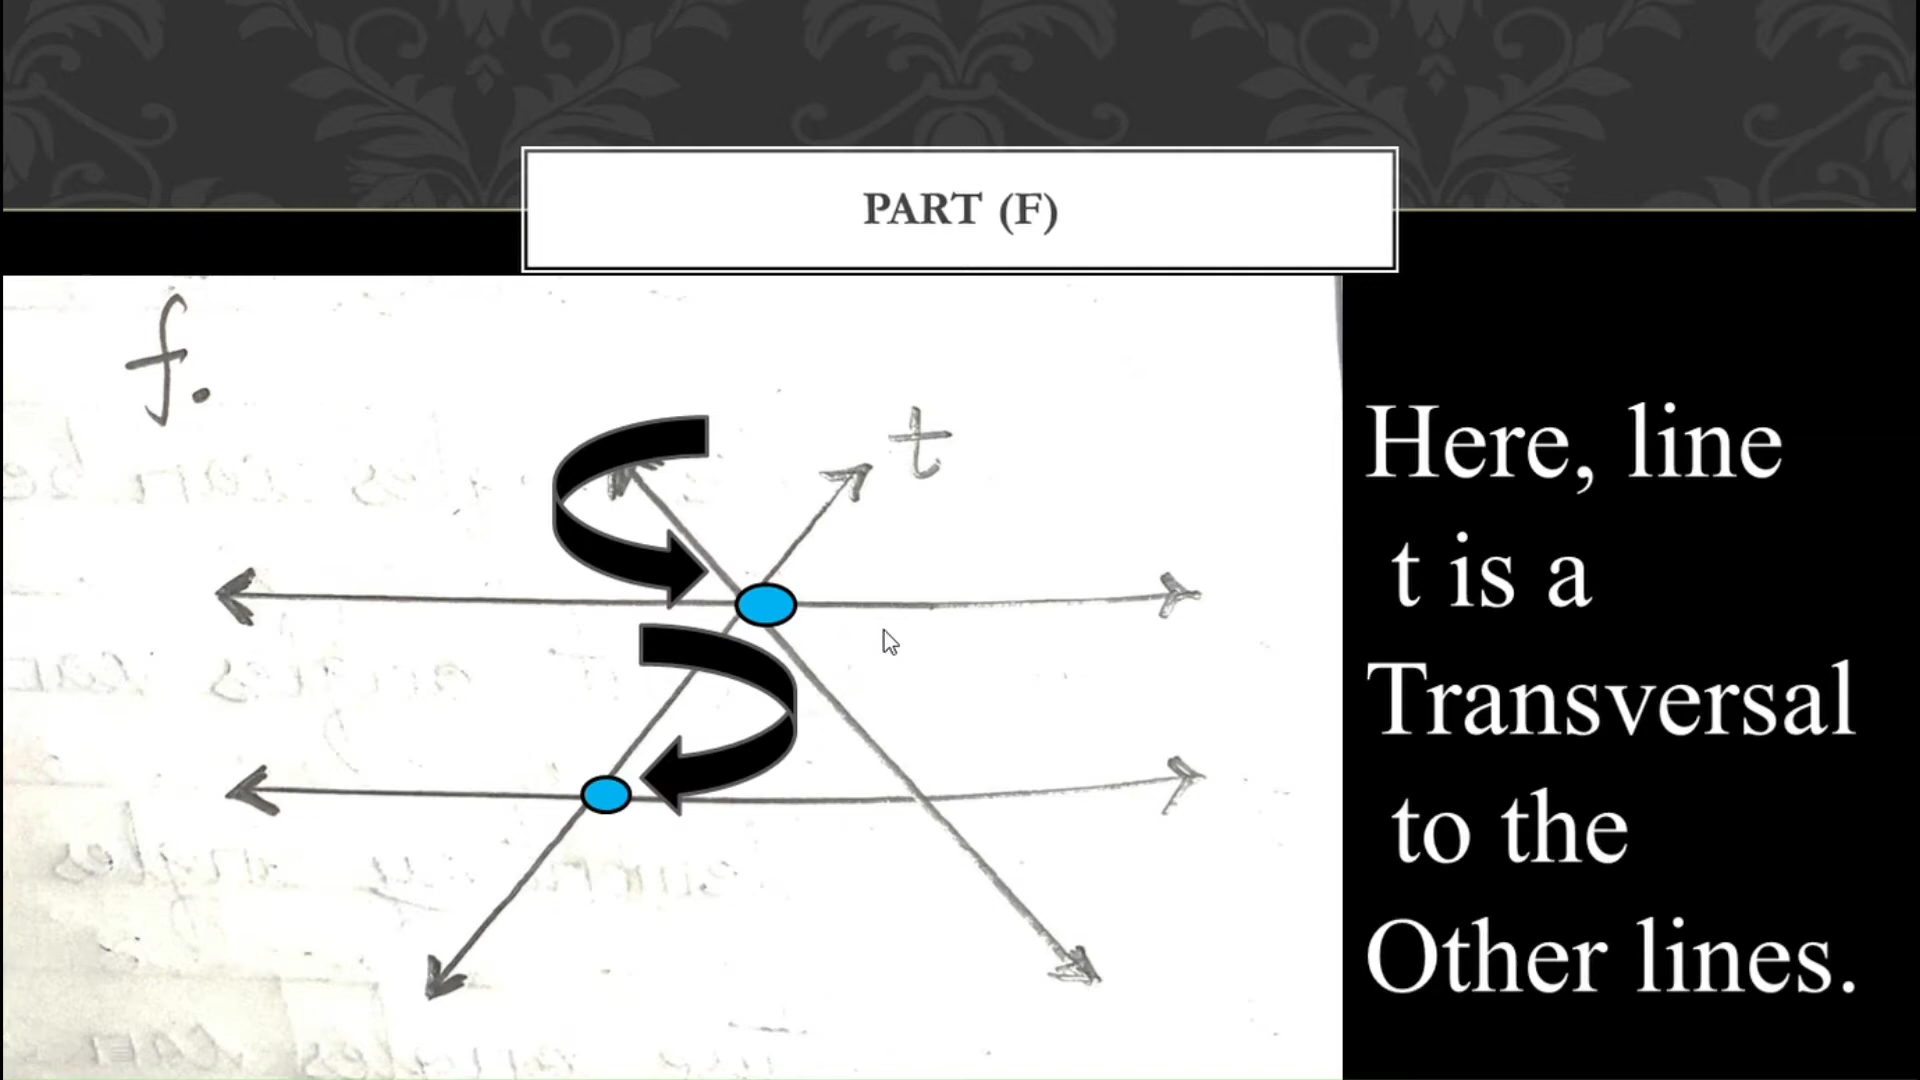 PART (F)
f.
t
Here, line
t is a
Transversal
to the
Other lines.